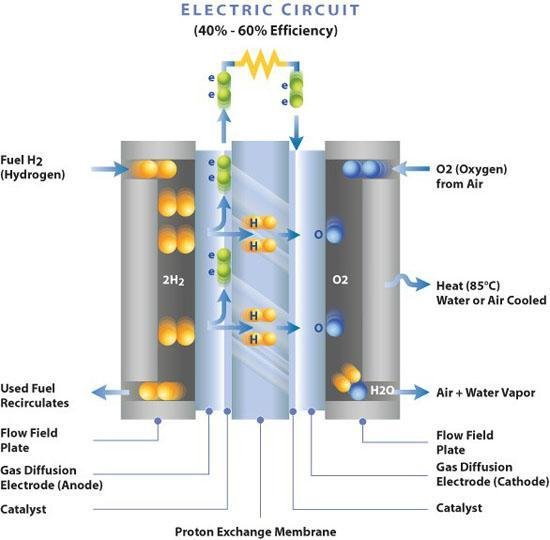 ELECTRIC CIRCUIT
(40% - 60% Efficiency)
e
e
e
e
Fuel H2
(Hydrogen)
O2 (Oxygen)
from Air
e
e
H
H
O
e
e
2H2
O2
Heat (85°C)
Water or Air Cooled
H
H
O
Used Fuel
Recirculates
H2O
Air + Water Vapor
Flow Field
Plate
Flow Field
Plate
Gas Diffusion
Electrode (Anode)
Gas Diffusion
Electrode (Cathode)
Catalyst
Catalyst
Proton Exchange Membrane